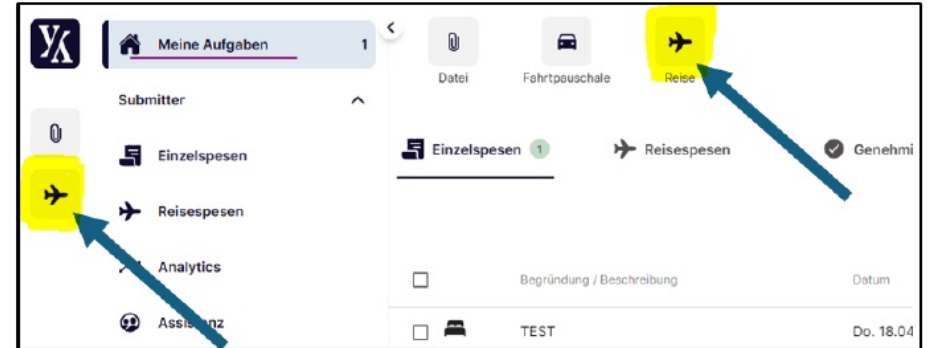 Meine Aufgaben 1
Submitter
Einzelspesen
Reisespesen
Analytics
Assistenz
Datei Fahrtpauschale Reise
Einzelspesen 1 Reisespesen Genehmi
Begründung / Beschreibung Datum
TEST Do. 18.04